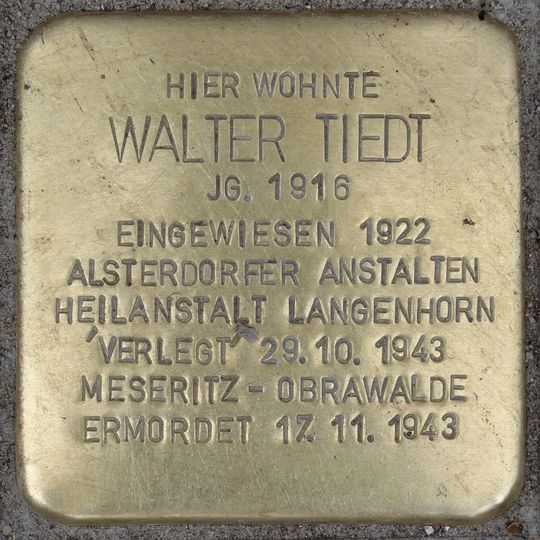 HIER WOHNTE
WALTER TIEDT
JG. 1916
EINGEWIESEN 1922
ALSTERDORFER ANSTALTEN
HEILANSTALT LANGENHORN
'VERLEGT' 29.10. 1943
MESERITZ - OBRAWALDE
ERMORDET 17. 11. 1943